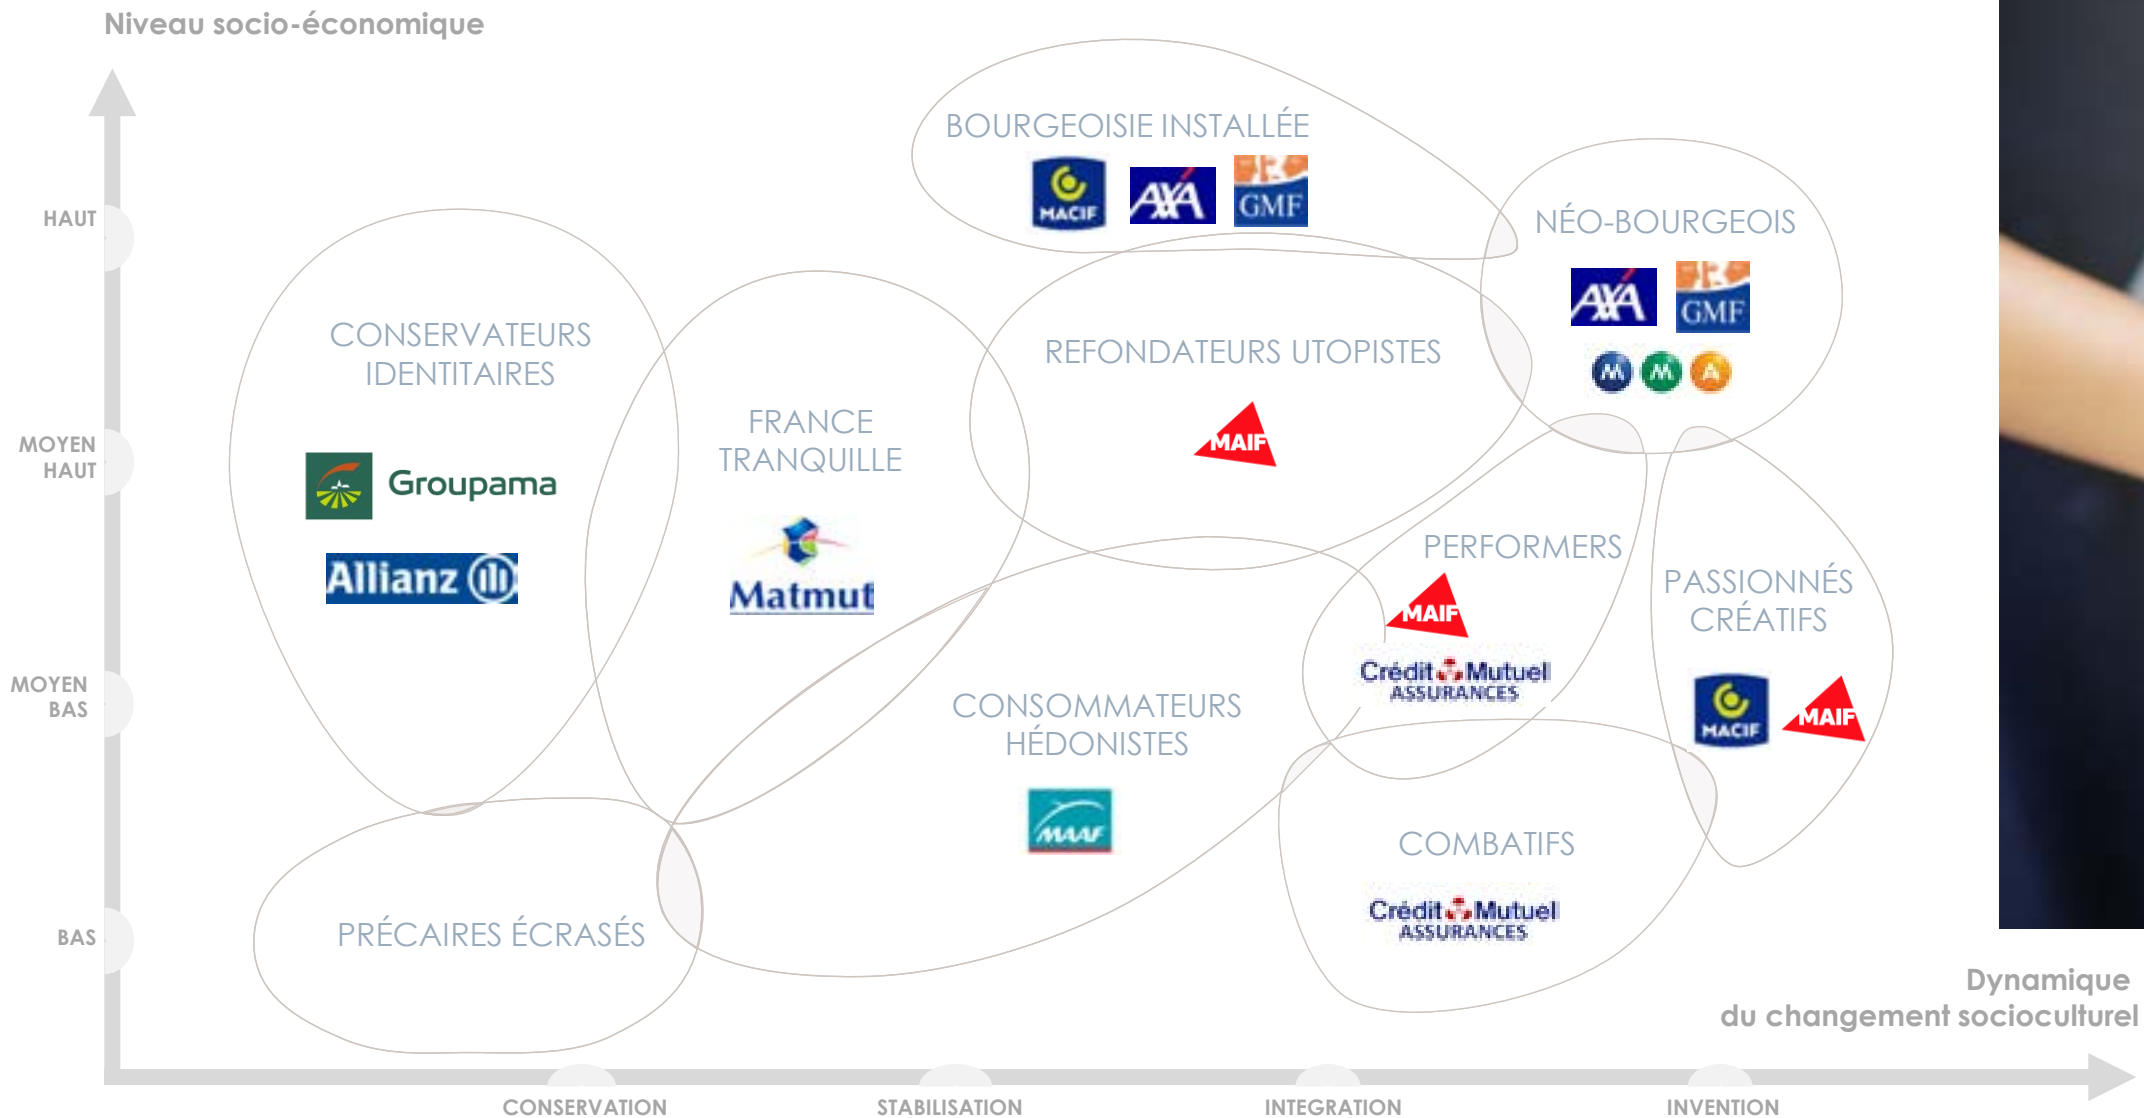 Niveau socio-économique
BOURGEOISIE INSTALLÉE
MACIF
AXA
GMF
HAUT
NÉO-BOURGEOIS
AXA
GMF
M M A
CONSERVATEURS
IDENTITAIRES
Groupama
Allianz
FRANCE
TRANQUILLE
Matmut
REFONDATEURS UTOPISTES
MAIF
MOYEN
HAUT
PERFORMERS
MAIF
Crédit Mutuel
ASSURANCES
PASSIONNÉS
CRÉATIFS
MACIF
MAIF
MOYEN
BAS
CONSOMMATEURS
HÉDONISTES
MAAF
COMBATIFS
Crédit Mutuel
ASSURANCES
PRÉCAIRES ÉCRASÉS
BAS
Dynamique
du changement socioculturel
CONSERVATION
STABILISATION
INTEGRATION
INVENTION